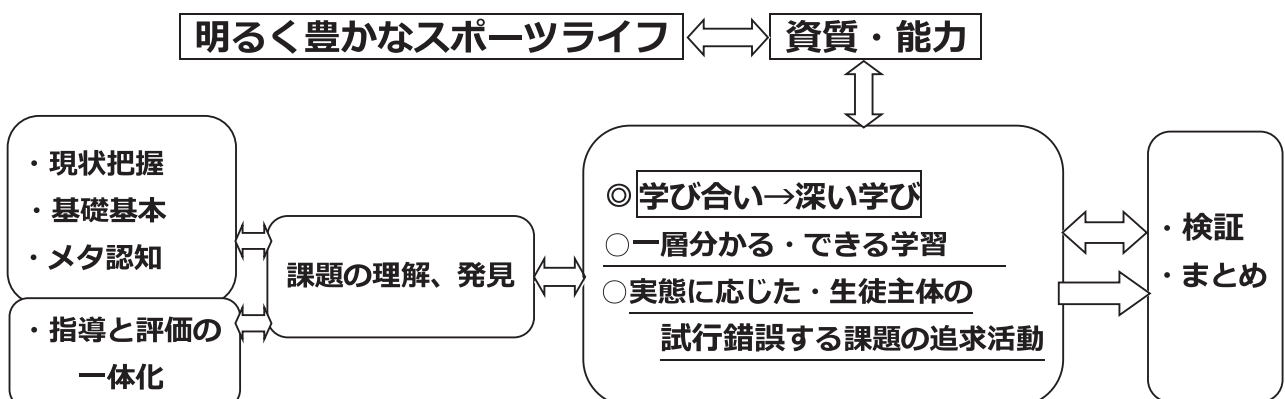 明るく豊かなスポーツライフ
資質・能力
・現状把握
・基礎基本
・メタ認知
・指導と評価の
一体化
課題の理解、発見
◎学び合い→深い学び
○一層分かる・できる学習
○実態に応じた・生徒主体の
試行錯誤する課題の追求活動
・検証
・まとめ